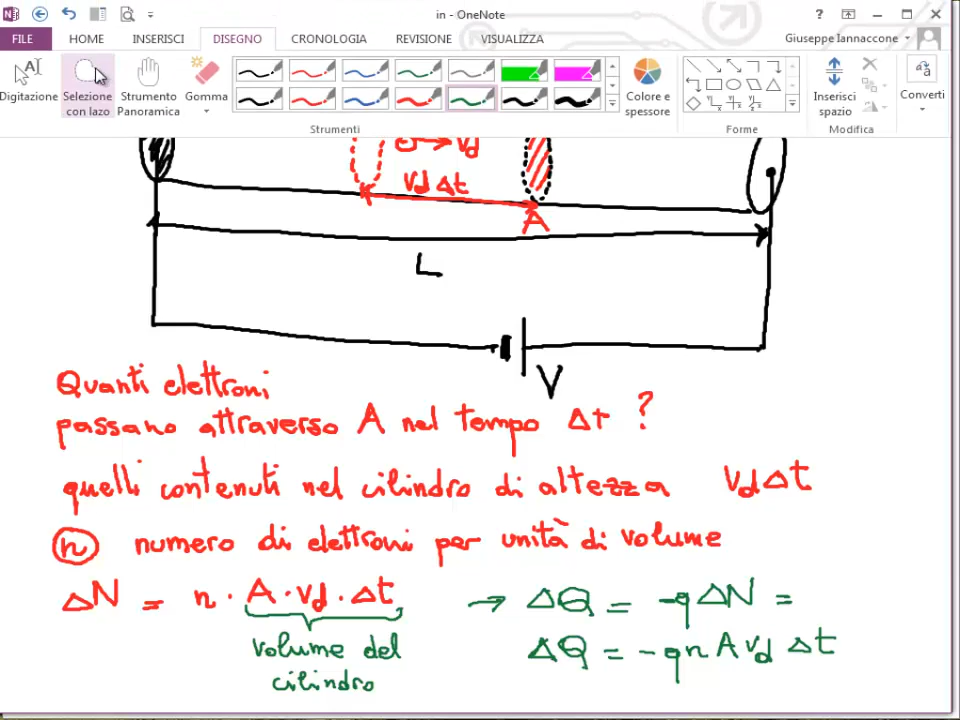 in - OneNote
?
FILE HOME INSERISCI DISEGNO CRONOLOGIA REVISIONE VISUALIZZA
Giuseppe Iannaccone
Digitazione
Selezione con lazo
Strumento Panoramica
Gomma
Colore e spessore
Inserisci spazio
Converti
Strumenti
Forme
Modifica
vd
vd Δt
A
L
V
Quanti elettroni
passano attraverso A nel tempo Δt ?
quelli contenuti nel cilindro di altezza vdΔt
n numero di elettroni per unità di volume
ΔN = n · A · vd · Δt → ΔQ = -qΔN =
volume del ΔQ = -qn A vd Δt
cilindro